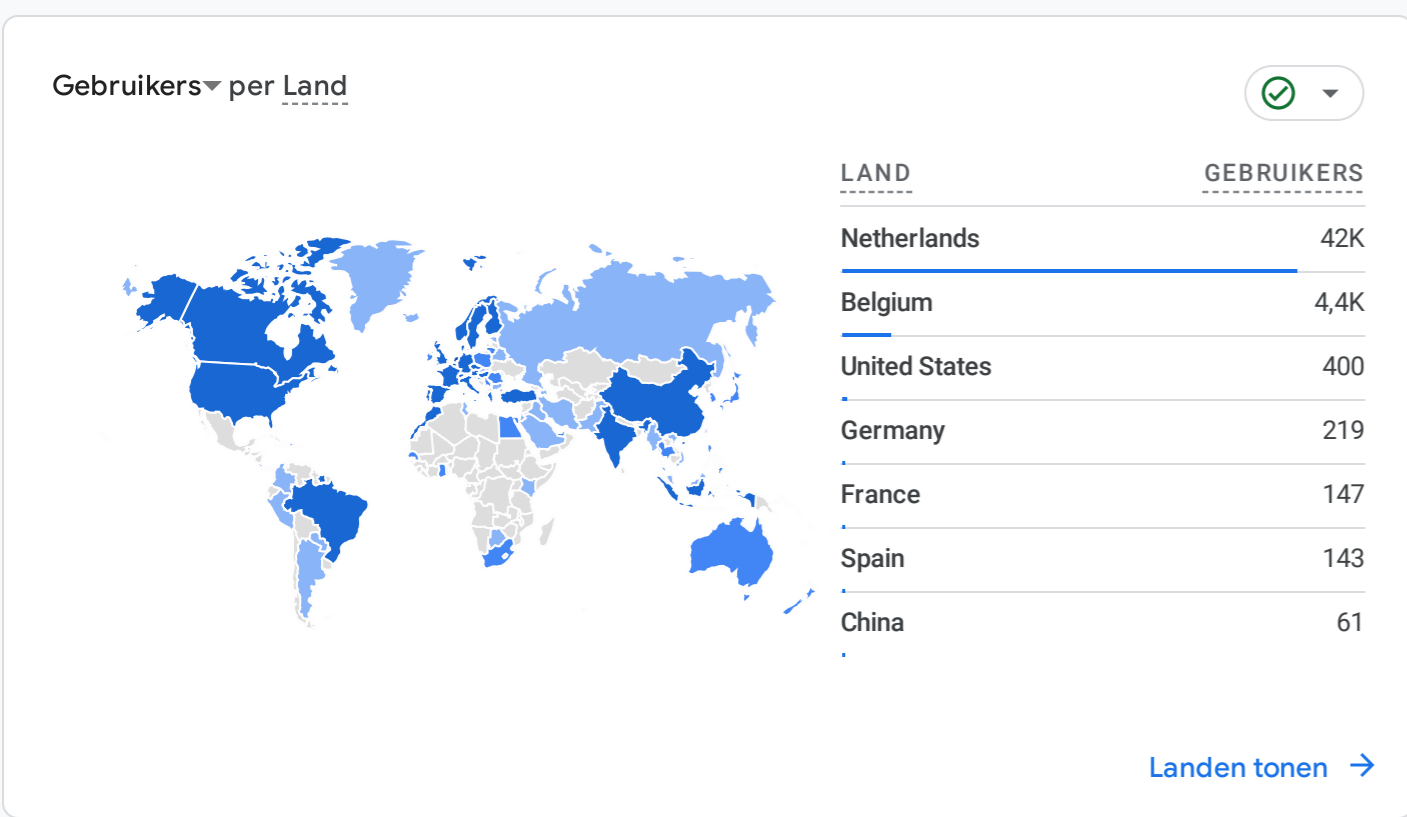 Gebruikers per Land
LAND GEBRUIKERS
Netherlands 42K
Belgium 4,4K
United States 400
Germany 219
France 147
Spain 143
China 61
Landen tonen